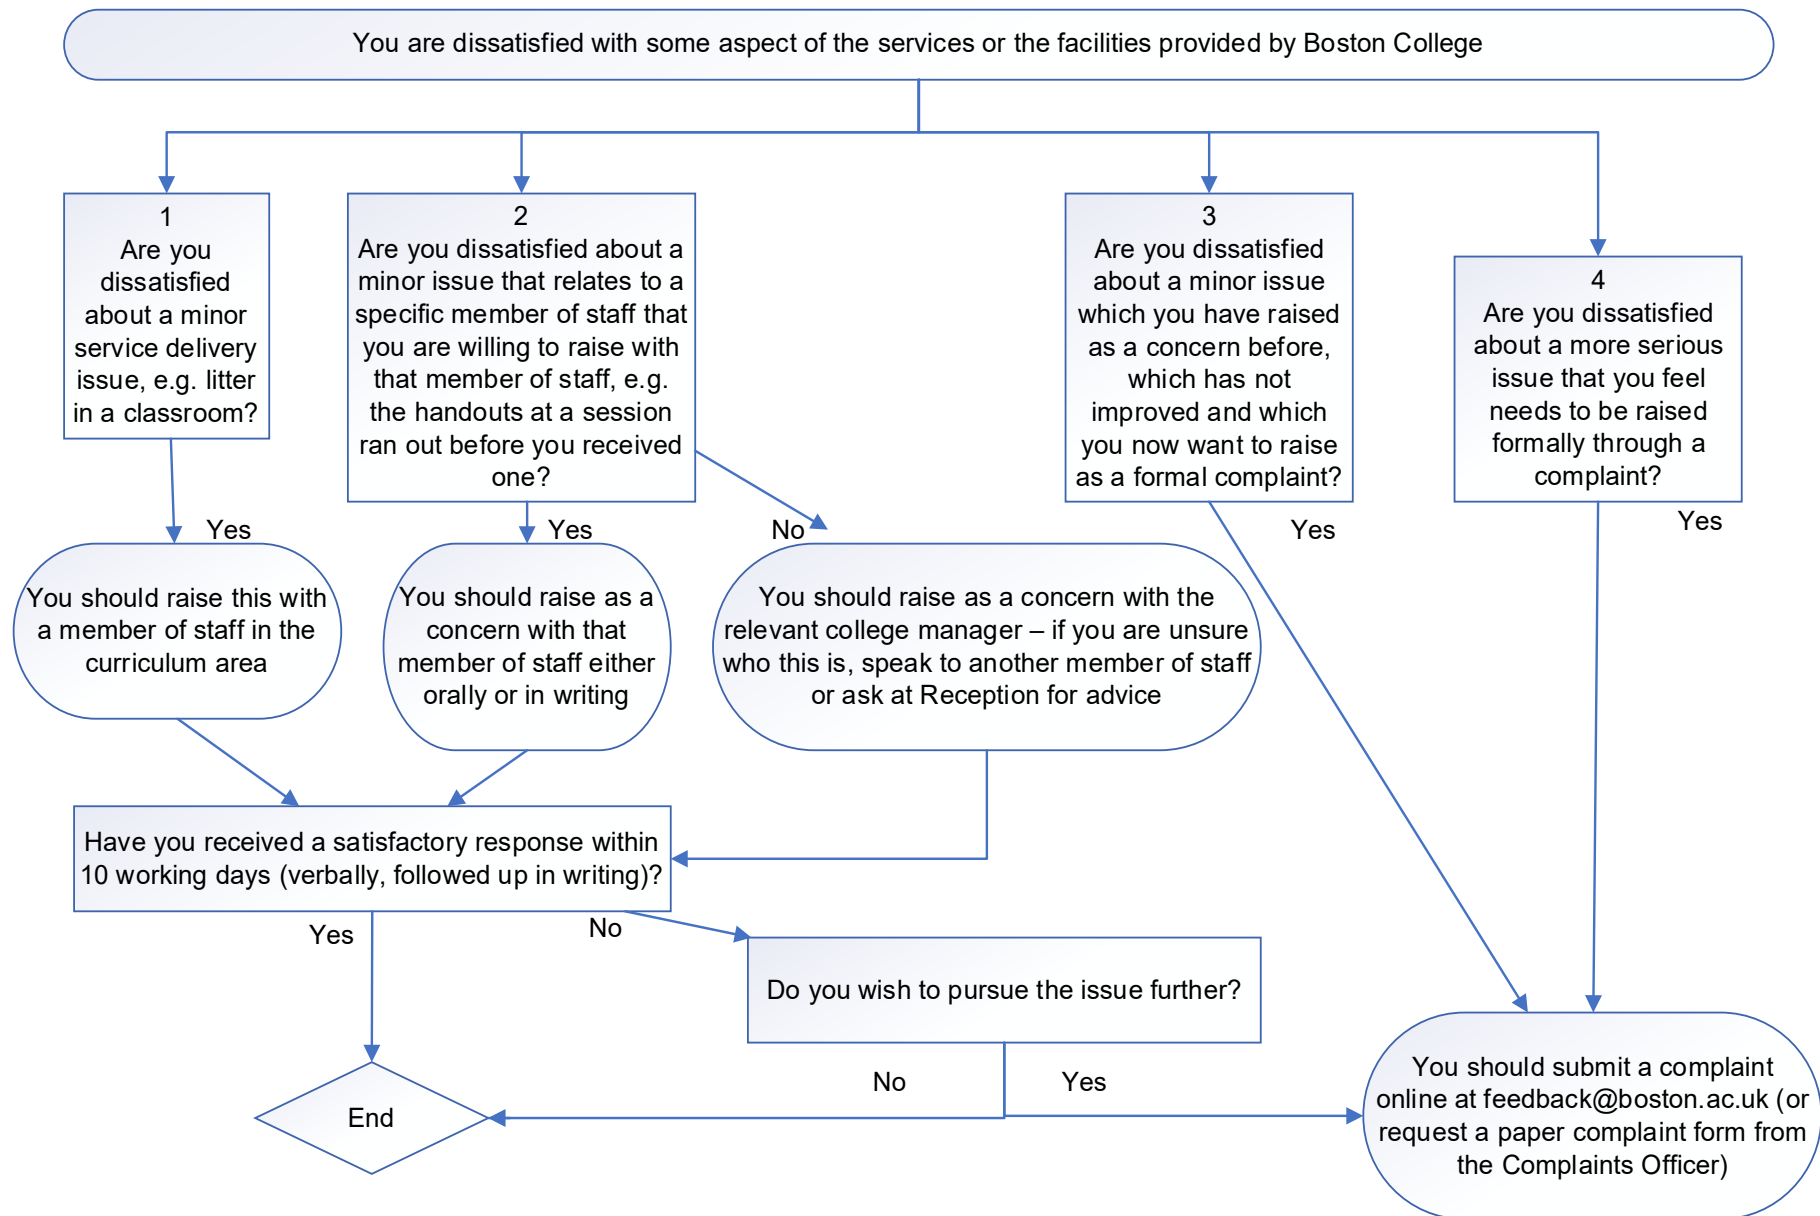 You are dissatisfied with some aspect of the services or the facilities provided by Boston College
1
Are you
dissatisfied
about a minor
service delivery
issue, e.g. litter
in a classroom?
2
Are you dissatisfied about a
minor issue that relates to a
specific member of staff that
you are willing to raise with
that member of staff, e.g.
the handouts at a session
ran out before you received
one?
3
Are you dissatisfied
about a minor issue
which you have raised
as a concern before,
which has not
improved and which
you now want to raise
as a formal complaint?
4
Are you dissatisfied
about a more serious
issue that you feel
needs to be raised
formally through a
complaint?
Yes
Yes
No
Yes
Yes
You should raise this with
a member of staff in the
curriculum area
You should raise as a
concern with that
member of staff either
orally or in writing
You should raise as a concern with the
relevant college manager – if you are unsure
who this is, speak to another member of staff
or ask at Reception for advice
Have you received a satisfactory response within
10 working days (verbally, followed up in writing)?
Yes
No
Do you wish to pursue the issue further?
No
Yes
End
You should submit a complaint
online at feedback@boston.ac.uk (or
request a paper complaint form from
the Complaints Officer)